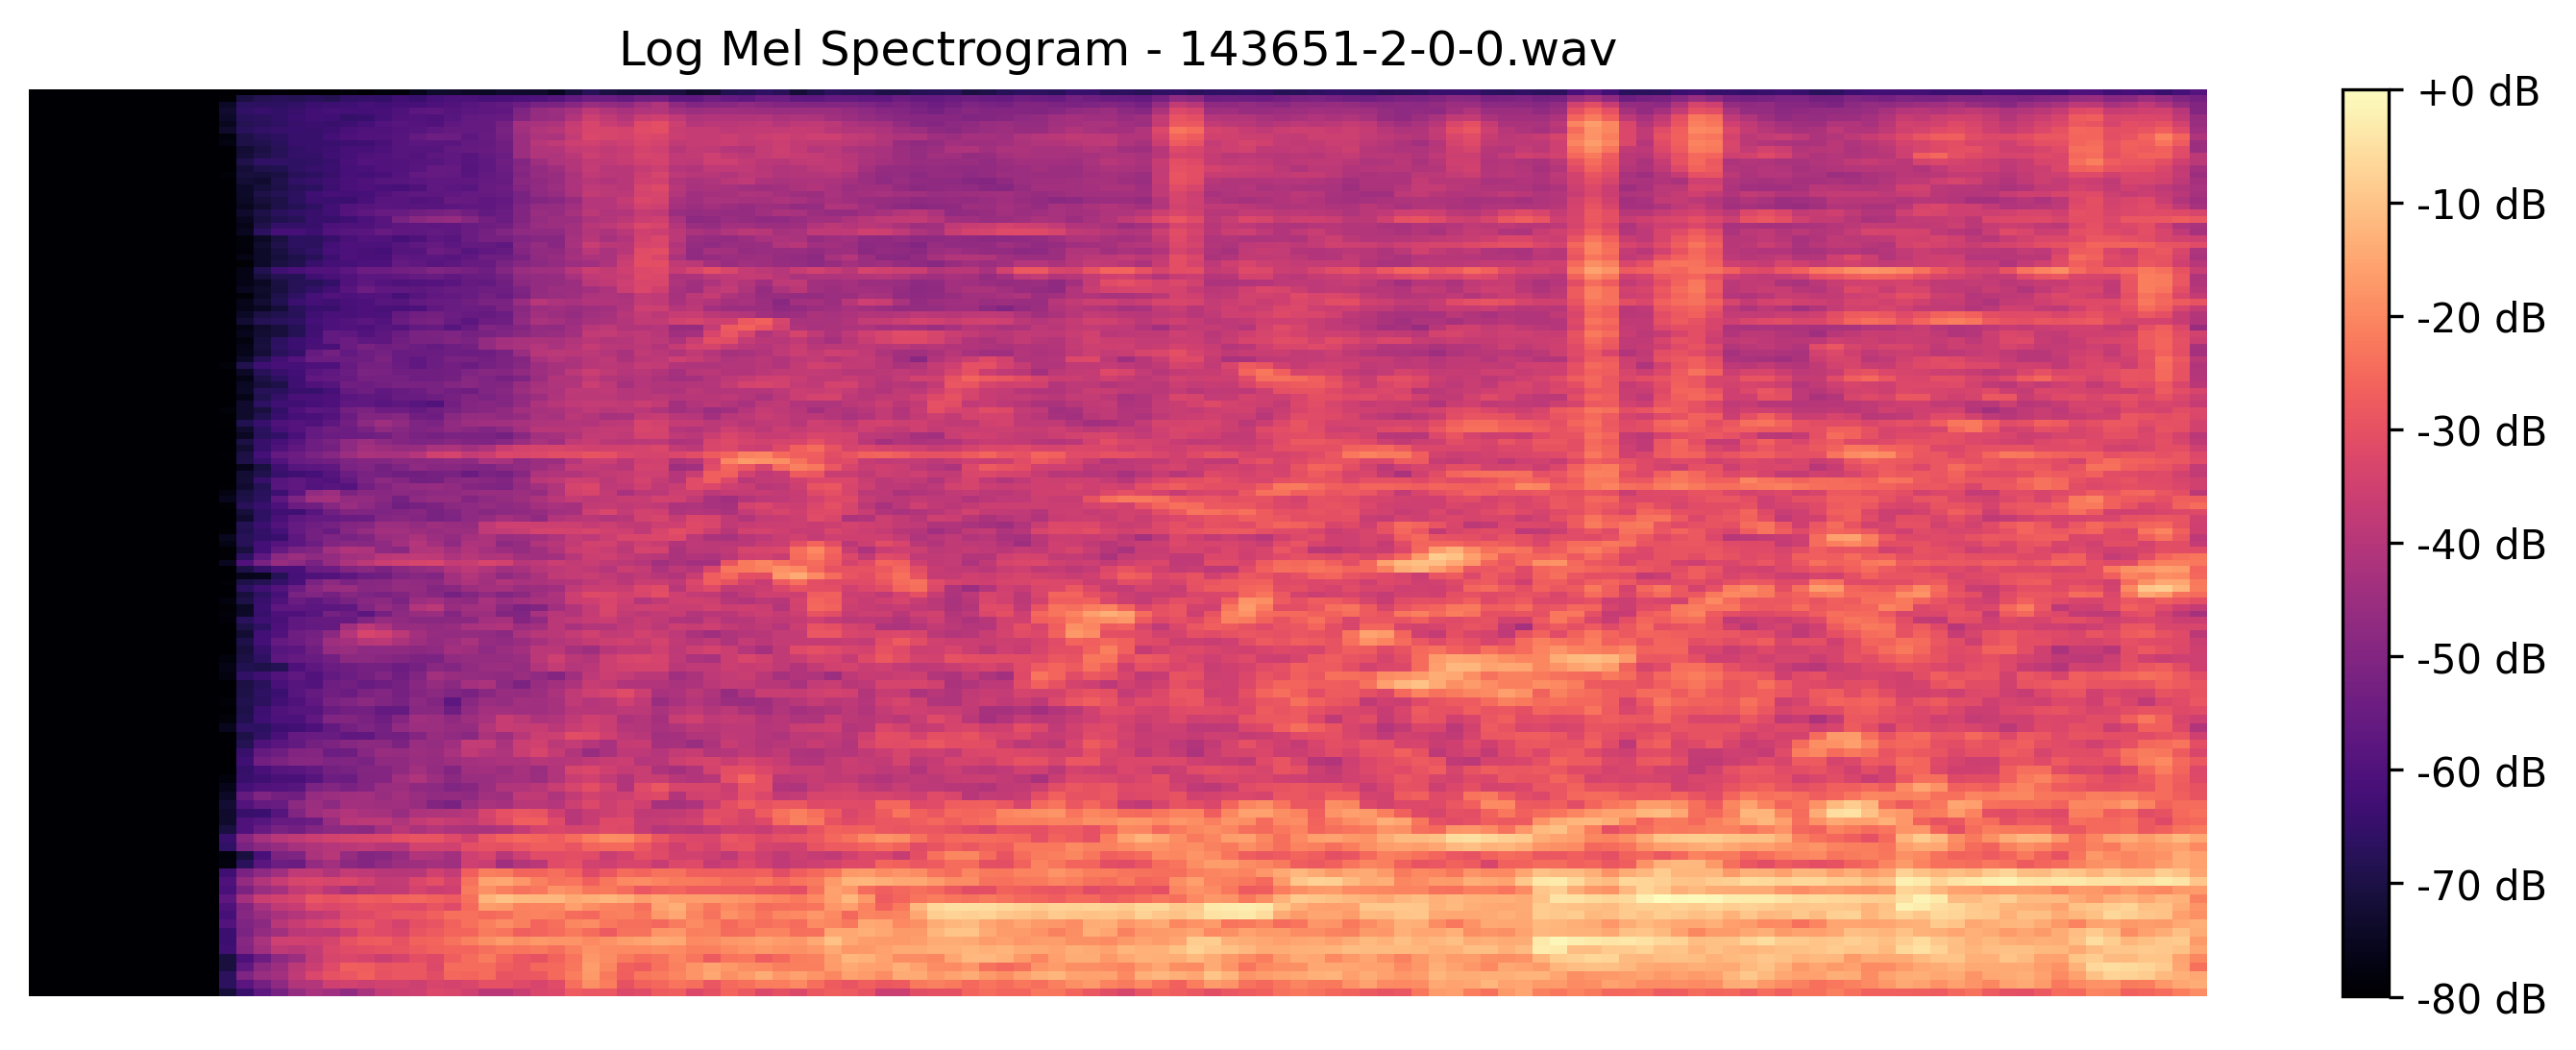 Log Mel Spectrogram - 143651-2-0-0.wav
+0 dB
-10 dB
-20 dB
-30 dB
-40 dB
-50 dB
-60 dB
-70 dB
-80 dB